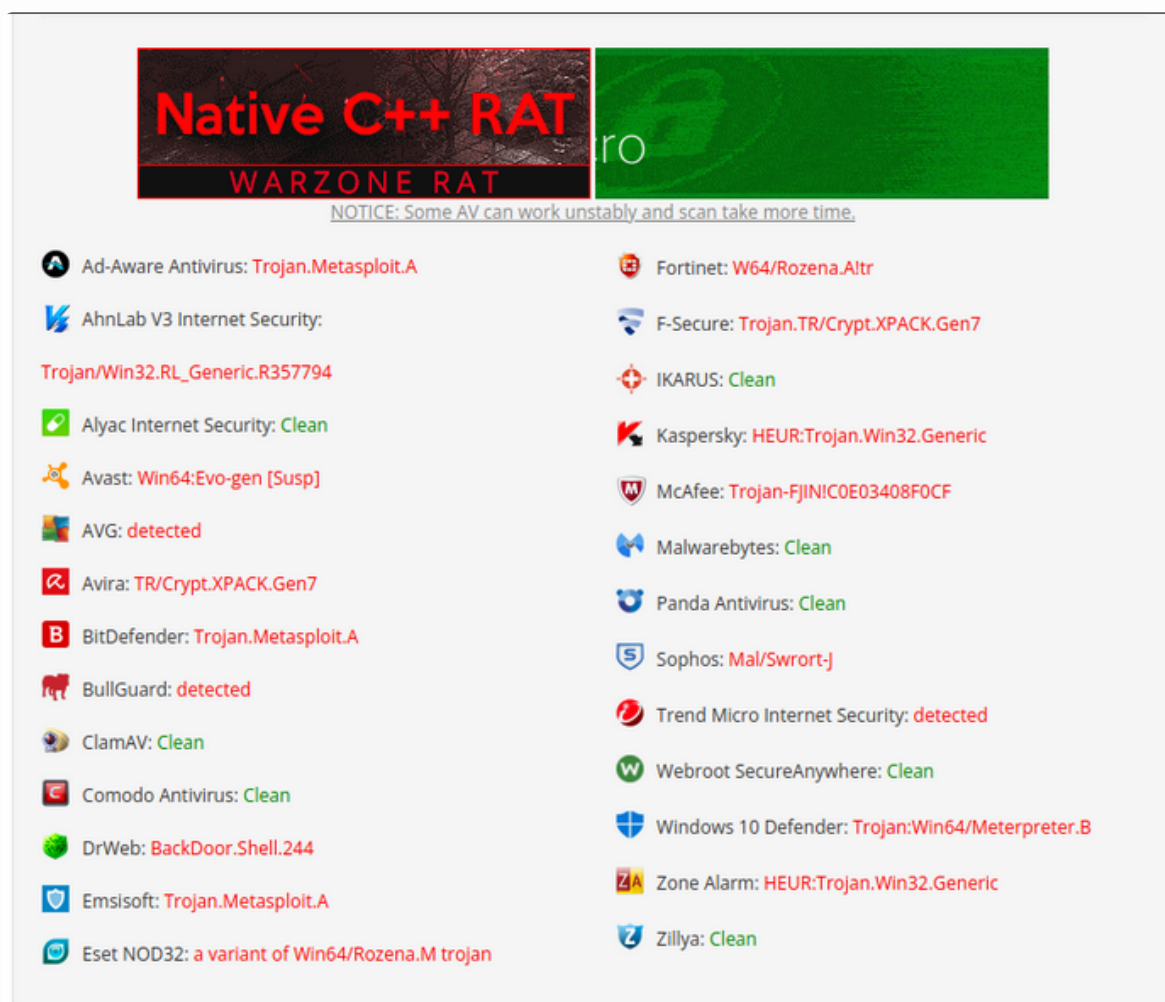 Native C++ RAT
WARZONE RAT
cro
NOTICE: Some AV can work unstably and scan take more time.
Ad-Aware Antivirus: Trojan.Metasploit.A
AhnLab V3 Internet Security:
Trojan/Win32.RL_Generic.R357794
Alyac Internet Security: Clean
Avast: Win64:Evo-gen [Susp]
AVG: detected
Avira: TR/Crypt.XPACK.Gen7
BitDefender: Trojan.Metasploit.A
BullGuard: detected
ClamAV: Clean
Comodo Antivirus: Clean
DrWeb: BackDoor.Shell.244
Emsisoft: Trojan.Metasploit.A
Eset NOD32: a variant of Win64/Rozena.M trojan
Fortinet: W64/Rozena.A!tr
F-Secure: Trojan.TR/Crypt.XPACK.Gen7
IKARUS: Clean
Kaspersky: HEUR:Trojan.Win32.Generic
McAfee: Trojan-FJIN!C0E03408F0CF
Malwarebytes: Clean
Panda Antivirus: Clean
Sophos: Mal/Swrort-J
Trend Micro Internet Security: detected
Webroot SecureAnywhere: Clean
Windows 10 Defender: Trojan:Win64/Meterpreter.B
Zone Alarm: HEUR:Trojan.Win32.Generic
Zillya: Clean